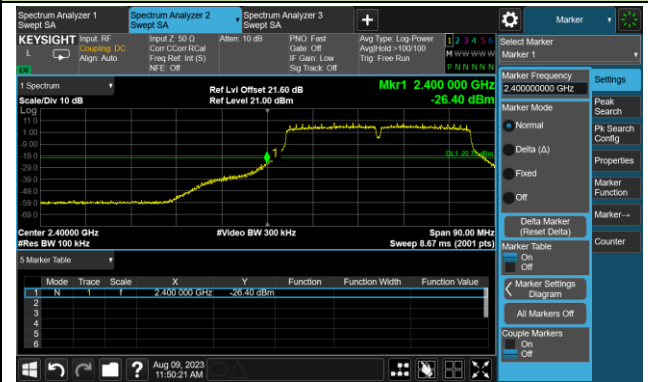 Spectrum Analyzer 1
Swept SA
Spectrum Analyzer 2
Swept SA
Spectrum Analyzer 3
Swept SA
+
Marker
KEYSIGHT
L
Input: RF
Coupling: DC
Align: Auto
Input Z: 50 Ω
Corr CCorr RCal
Freq Ref: Int (S)
NFE: Off
Atten: 10 dB
PNO: Fast
Gate: Off
IF Gain: Low
Sig Track: Off
Avg Type: Log-Power
Avg|Hold:>100/100
Trig: Free Run
1 2 3 4 5 6
M W W W W W
P N N N N N
Select Marker
Marker 1
1 Spectrum
Scale/Div 10 dB
Log
Ref Lvl Offset 21.60 dB
Ref Level 21.00 dBm
Mkr1 2.400 000 GHz
-26.40 dBm
11.0
1.00
-9.00
-19.0
-29.0
-39.0
-49.0
-59.0
-69.0
1
Center 2.40000 GHz
#Res BW 100 kHz
#Video BW 300 kHz
Span 90.00 MHz
Sweep 8.67 ms (2001 pts)
5 Marker Table
Mode Trace Scale X Y Function Function Width Function Value
1 N 1 f 2.400 000 GHz -26.40 dBm
2
3
4
5
6
Marker Frequency
2.400000000 GHz
Marker Mode
Normal
Delta (Δ)
Fixed
Off
Delta Marker
(Reset Delta)
Marker Table
On
Off
Marker Settings
Diagram
All Markers Off
Couple Markers
On
Off
Settings
Peak
Search
Pk Search
Config
Properties
Marker
Function
Marker→
Counter
?
Aug 09, 2023
11:50:21 AM